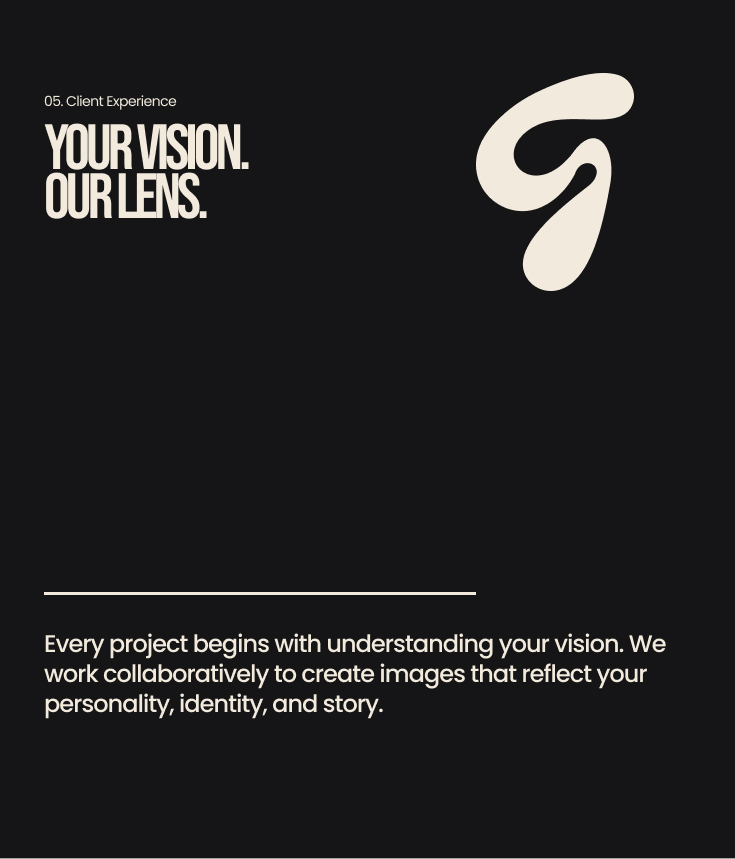 05. Client Experience
YOUR VISION.
OUR LENS.
Every project begins with understanding your vision. We
work collaboratively to create images that reflect your
personality, identity, and story.